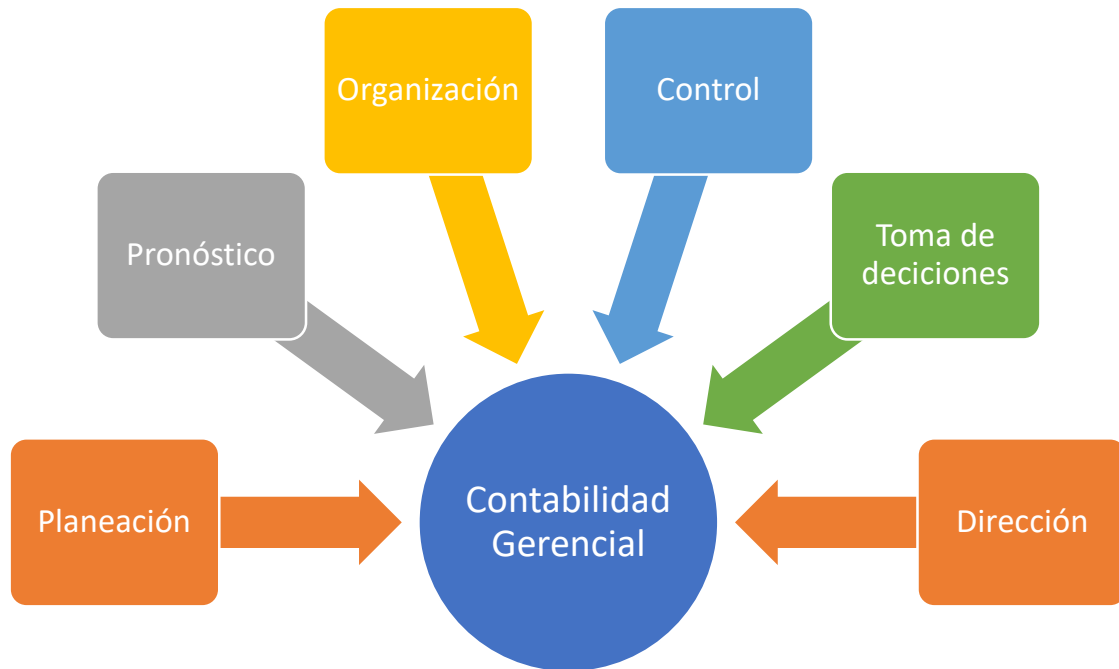 Organización
Control
Pronóstico
Toma de
deciciones
Planeación
Contabilidad
Gerencial
Dirección